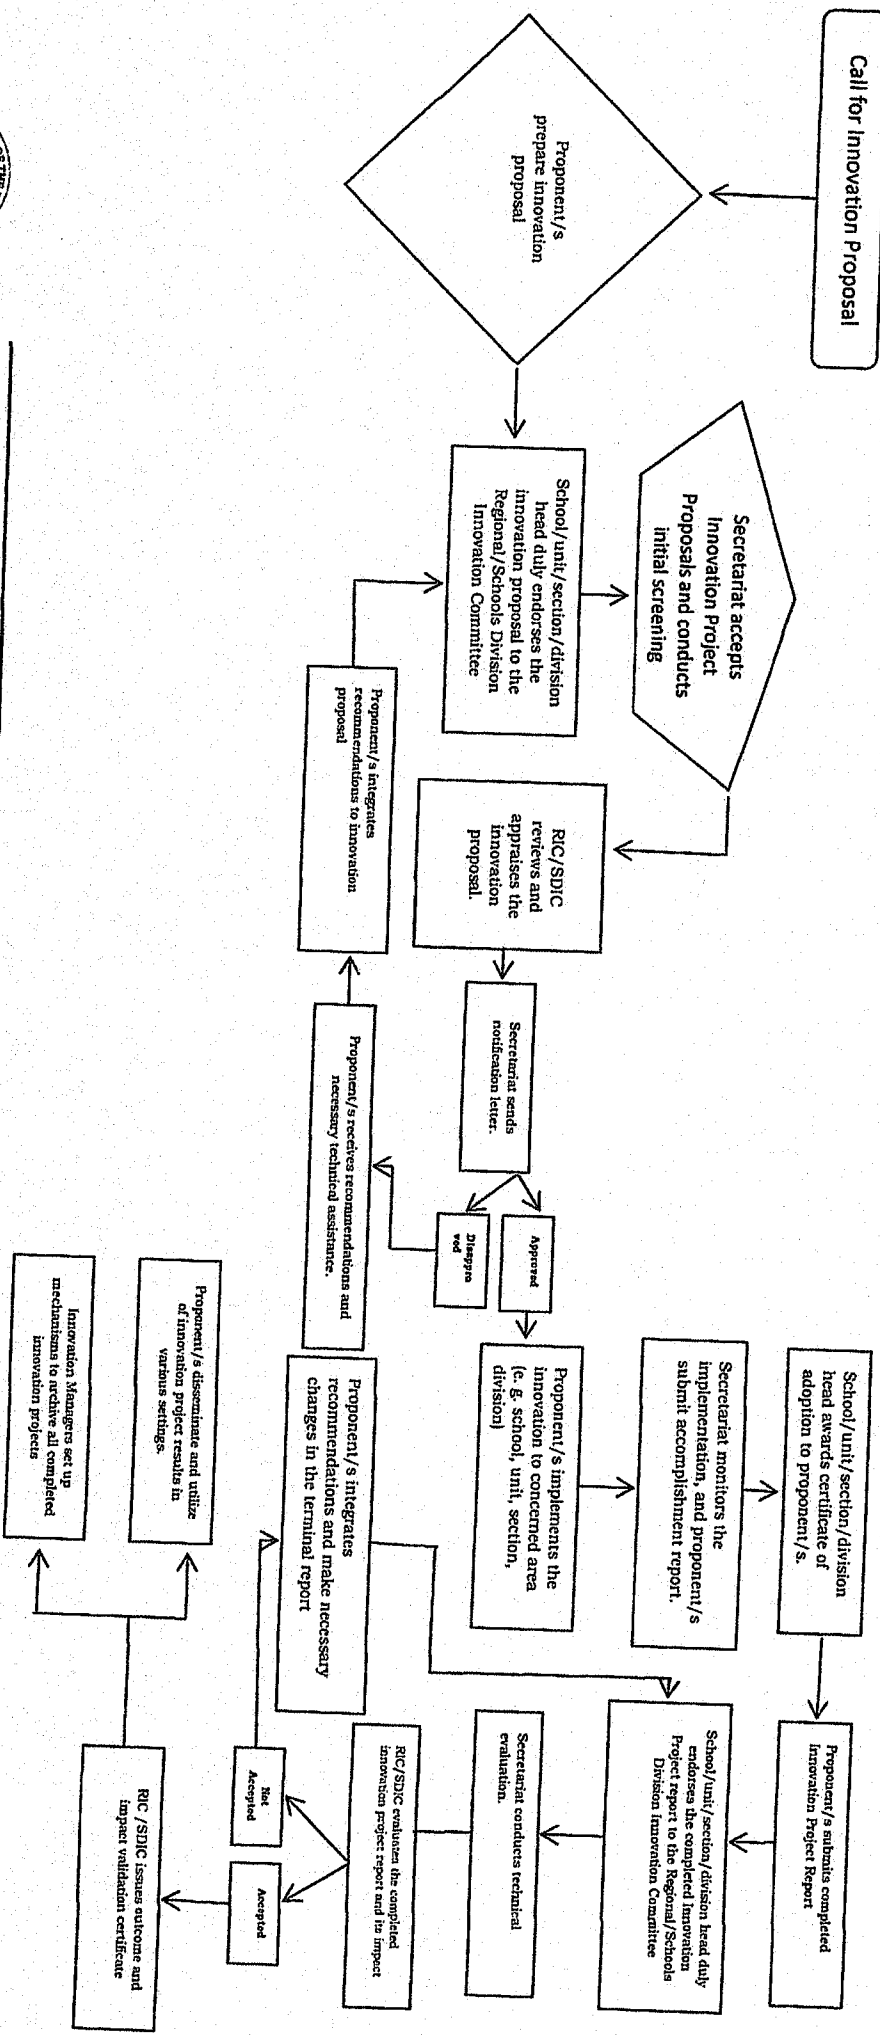 Call for Innovation Proposal
Proponent/s
prepare innovation
proposal
School/unit/section/division
head duly endorses the
innovation proposal to the
Regional/Schools Division
Innovation Committee
Secretariat accepts
Innovation Project
Proposals and conducts
initial screening
RIC/SDIC
reviews and
appraises the
innovation
proposal.
Secretariat sends
notification letter.
Approved
Disappro
ved
Proponent/s receives recommendations and
necessary technical assistance.
Proponent/s integrates
recommendations to innovation
proposal
Proponent/s implements the
innovation to concerned area
(e. g. school, unit, section,
division)
Secretariat monitors the
implementation, and proponent/s
submit accomplishment report.
School/unit/section/division
head awards certificate of
adoption to proponent/s.
Proponent/s submits completed
Innovation Project Report
School/unit/section/division head duly
endorses the completed Innovation
Project report to the Regional/Schools
Division Innovation Committee
Secretariat conducts technical
evaluation.
RIC/SDIC evaluates the completed
innovation project report and its impact
Not
Accepted
Accepted
Proponent/s integrates
recommendations and make necessary
changes in the terminal report
RIC /SDIC issues outcome and
impact validation certificate
Proponent/s disseminate and utilize
of innovation project results in
various settings.
Innovation Managers set up
mechanisms to archive all completed
innovation projects
OF THE